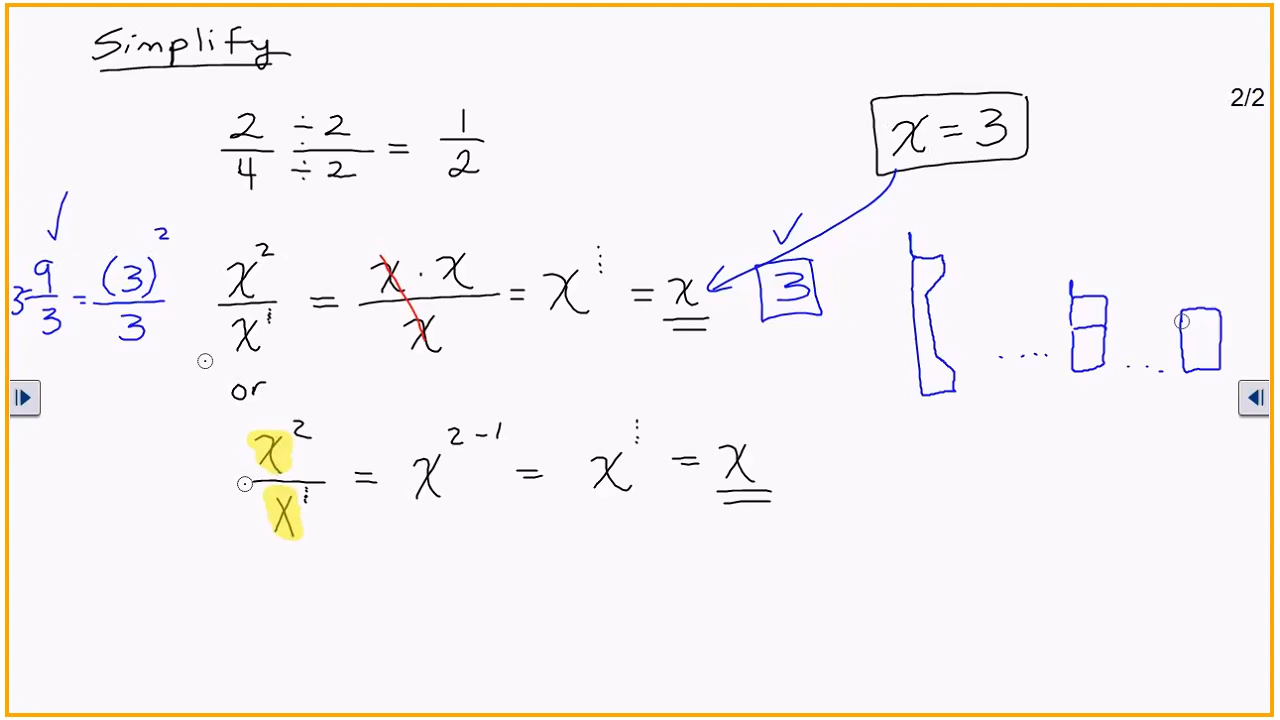 Simplify
2/2
2/4 ÷2/÷2 = 1/2
x = 3
3 = 9/3 = (3)²/3
x²/x¹ = x · x/x = x¹ = x 3
or
x²/x¹ = x²⁻¹ = x¹ = x